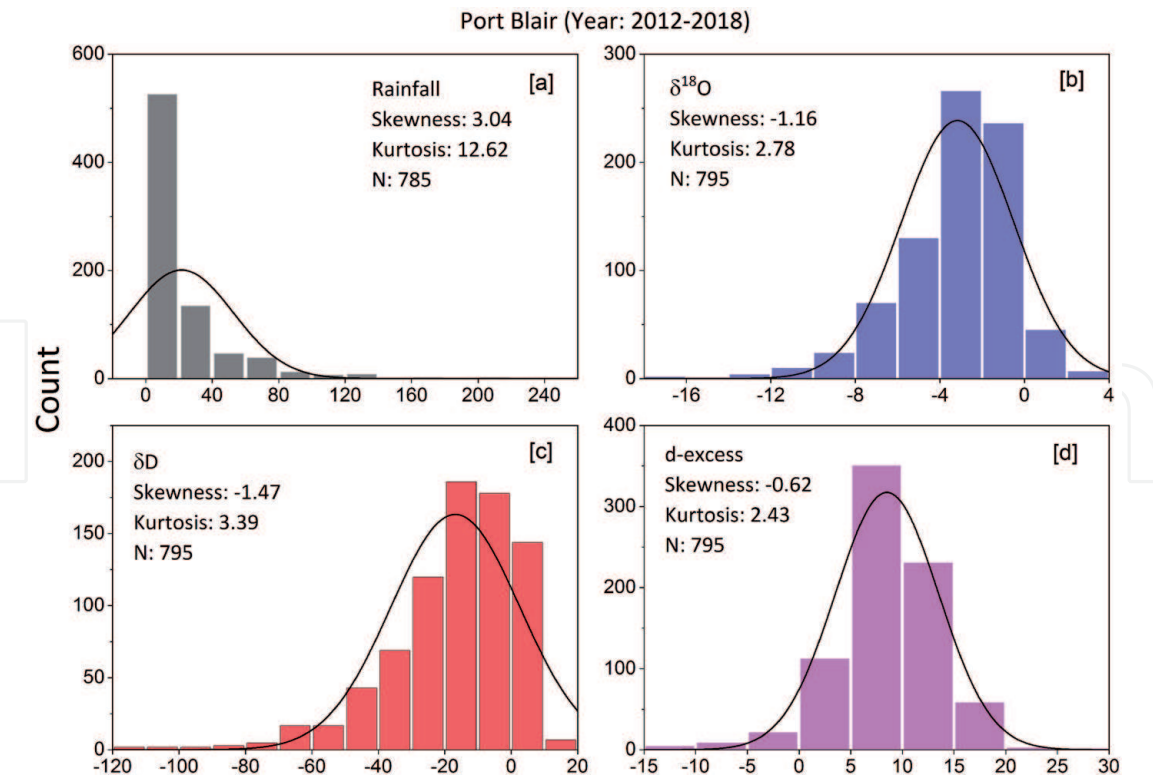 Port Blair (Year: 2012-2018)
Count
[a]
Rainfall
Skewness: 3.04
Kurtosis: 12.62
N: 785
600
400
200
0
0 40 80 120 160 200 240
[b]
δ¹⁸O
Skewness: -1.16
Kurtosis: 2.78
N: 795
300
200
100
0
-16 -12 -8 -4 0 4
[c]
δD
Skewness: -1.47
Kurtosis: 3.39
N: 795
200
150
100
50
0
-120 -100 -80 -60 -40 -20 0 20
[d]
d-excess
Skewness: -0.62
Kurtosis: 2.43
N: 795
400
300
200
100
0
-15 -10 -5 0 5 10 15 20 25 30